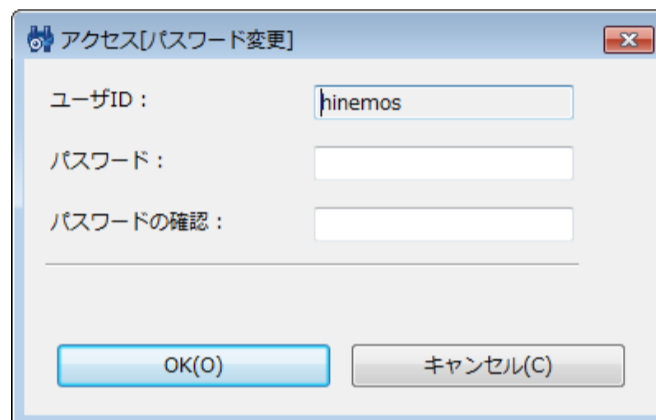 アクセス[パスワード変更]
ユーザID：
hinemos
パスワード：
パスワードの確認：
OK(O)
キャンセル(C)